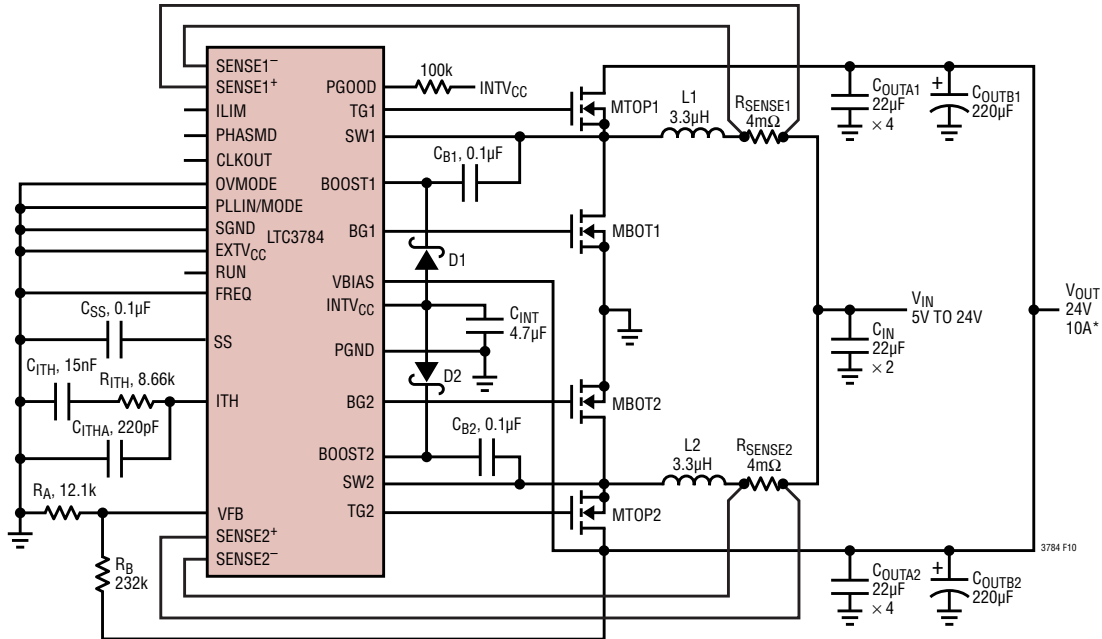 SENSE1–
SENSE1+
ILIM
PHASMD
CLKOUT
OVMODE
PLLIN/MODE
SGND
EXTVCC
RUN
FREQ
SS
ITH
VFB
SENSE2+
SENSE2–
LTC3784
PGOOD
TG1
SW1
BOOST1
BG1
VBIAS
INTVCC
PGND
BG2
BOOST2
SW2
TG2
100k
INTVCC
CB1, 0.1µF
D1
CINT
4.7µF
D2
CB2, 0.1µF
MTOP1
MBOT1
MBOT2
MTOP2
L1
3.3µH
RSENSE1
4mΩ
L2
3.3µH
RSENSE2
4mΩ
COUTA1
22µF
× 4
+
COUTB1
220µF
VIN
5V TO 24V
CIN
22µF
× 2
VOUT
24V
10A*
COUTA2
22µF
× 4
+
COUTB2
220µF
CSS, 0.1µF
CITH, 15nF
RITH, 8.66k
CITHA, 220pF
RA, 12.1k
RB
232k
3784 F10